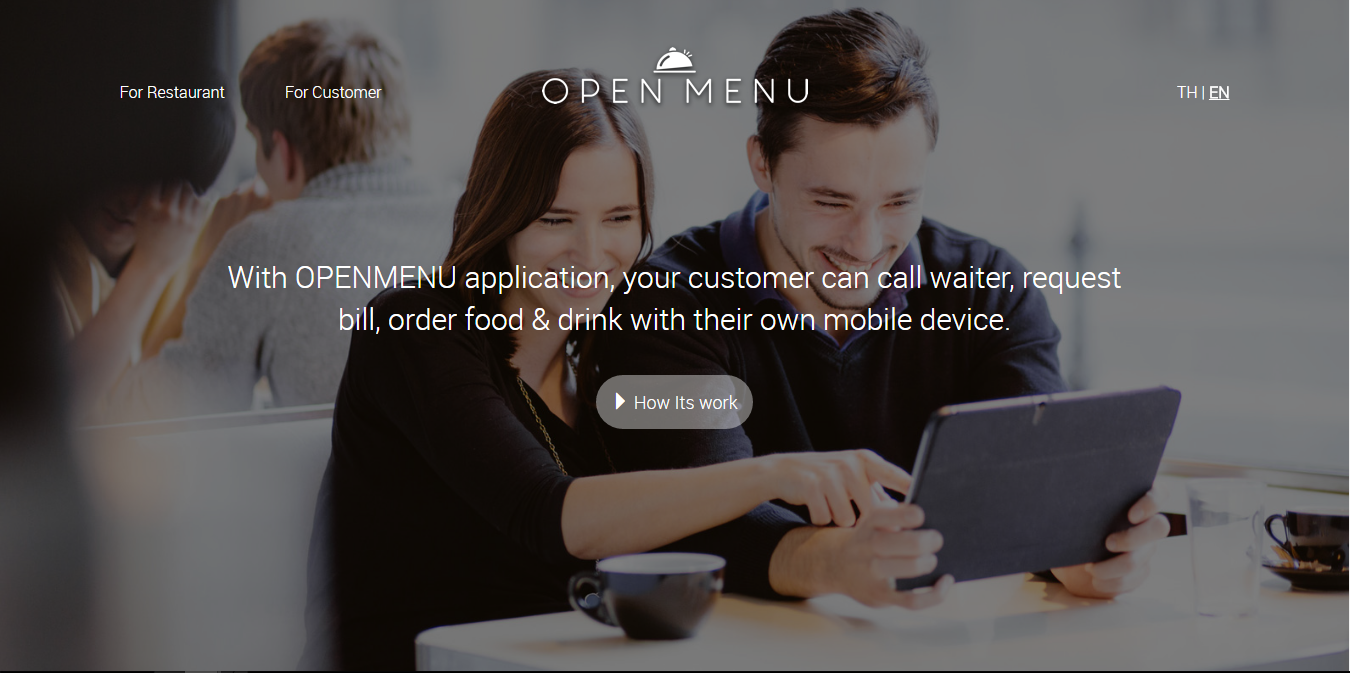 For Restaurant
For Customer
OPEN MENU
TH | EN
With OPENMENU application, your customer can call waiter, request
bill, order food & drink with their own mobile device.
How Its work